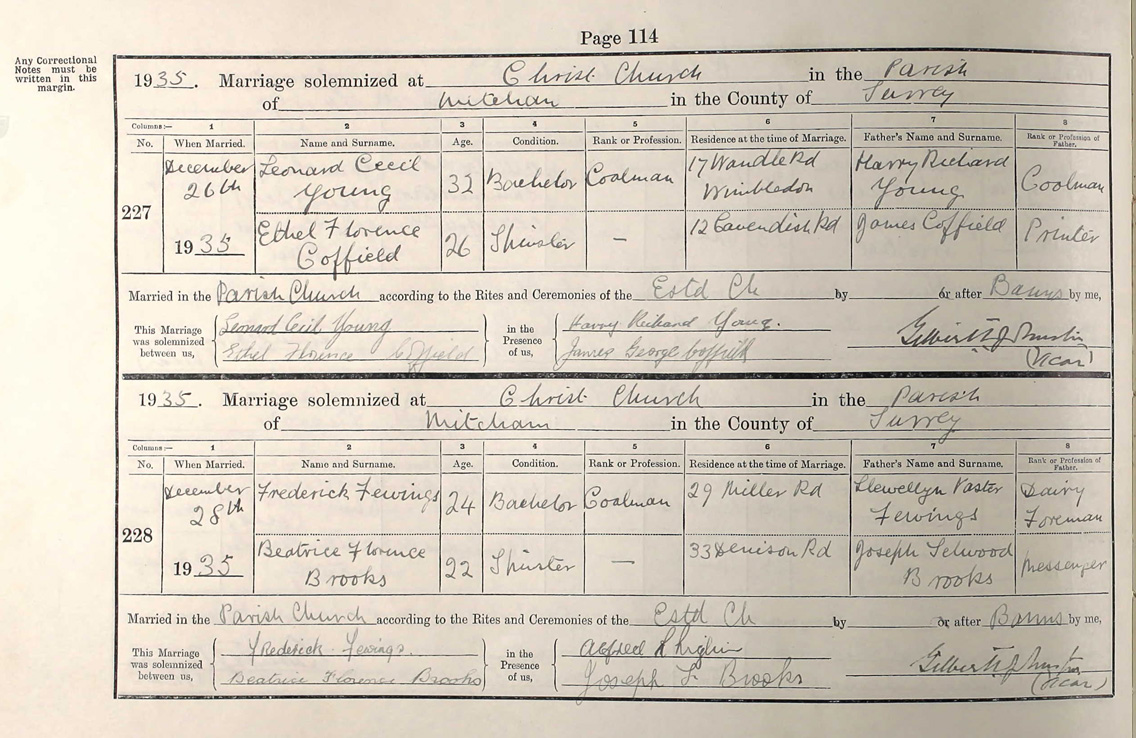 Page 114
Any Correctional
Notes must be
written in this
margin.
1935. Marriage solemnized at Christ Church in the Parish
of Mitcham in the County of Surrey
Columns:— 1 2 3 4 5 6 7 8
No. When Married. Name and Surname. Age. Condition. Rank or Profession. Residence at the time of Marriage. Father's Name and Surname. Rank or Profession of Father.
227 December 26th 1935 Leonard Cecil Young 32 Bachelor Coalman 17 Wandle Rd Wimbledon Harry Richard Young Coalman
Ethel Florence Coffield 26 Spinster — 12 Cavendish Rd James Coffield Printer
Married in the Parish Church according to the Rites and Ceremonies of the Estd Ch by or after Banns by me,
This Marriage was solemnized between us, Leonard Cecil Young in the Presence of us, Harry Richard Young.
Ethel Florence Coffield James George Coffield
(Vicar)
1935. Marriage solemnized at Christ Church in the Parish
of Mitcham in the County of Surrey
Columns:— 1 2 3 4 5 6 7 8
No. When Married. Name and Surname. Age. Condition. Rank or Profession. Residence at the time of Marriage. Father's Name and Surname. Rank or Profession of Father.
228 December 28th 1935 Frederick Fewings 24 Bachelor Coalman 29 Miller Rd Llewellyn Fewings Dairy Foreman
Beatrice Florence Brooks 22 Spinster — 33 Denison Rd Joseph Selwood Brooks Messenger
Married in the Parish Church according to the Rites and Ceremonies of the Estd Ch by or after Banns by me,
This Marriage was solemnized between us, Frederick Fewings. in the Presence of us, Alfred
Beatrice Florence Brooks Joseph Brooks
(Vicar)